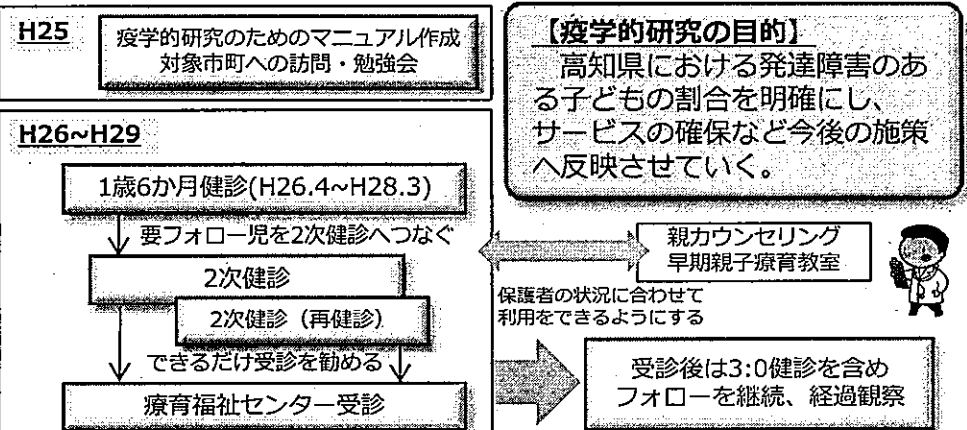 H25
疫学的研究のためのマニュアル作成
対象市町への訪問・勉強会
【疫学的研究の目的】
高知県における発達障害のあ
る子どもの割合を明確にし、
サービスの確保など今後の施策
へ反映させていく。
H26~H29
1歳6か月健診(H26.4~H28.3)
要フォロー児を2次健診へつなぐ
2次健診
2次健診（再健診）
できるだけ受診を勧める
療育福祉センター受診
親カウンセリング
早期親子療育教室
保護者の状況に合わせて
利用をできるようにする
受診後は3:0健診を含め
フォローを継続、経過観察